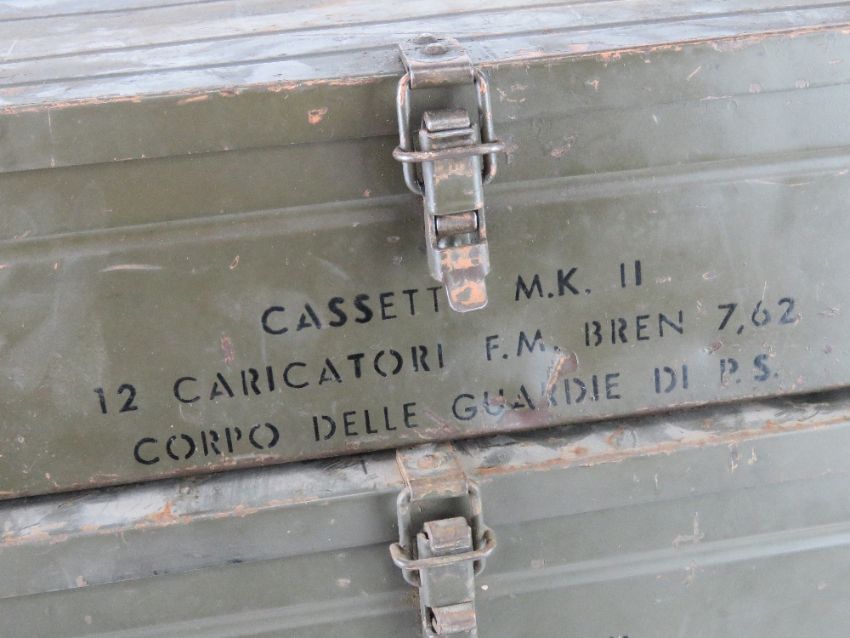 CASSETT M.K. II
12 CARICATORI F.M. BREN 7,62
CORPO DELLE GUARDIE DI P.S.